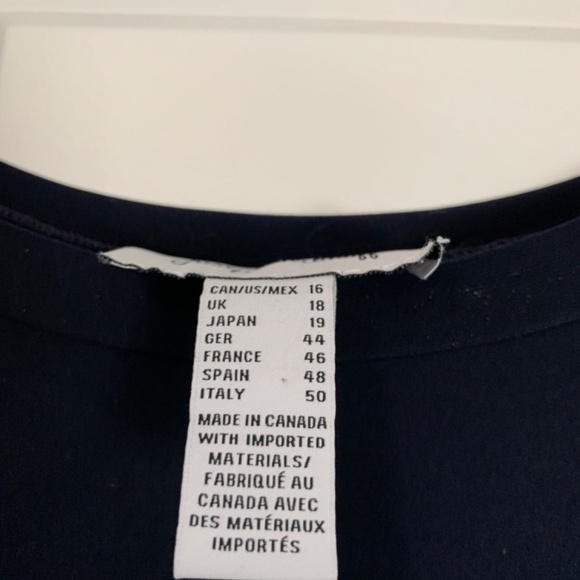 CAN/US/MEX 16
UK 18
JAPAN 19
GER 44
FRANCE 46
SPAIN 48
ITALY 50
MADE IN CANADA
WITH IMPORTED
MATERIALS/
FABRIQUÉ AU
CANADA AVEC
DES MATÉRIAUX
IMPORTÉS